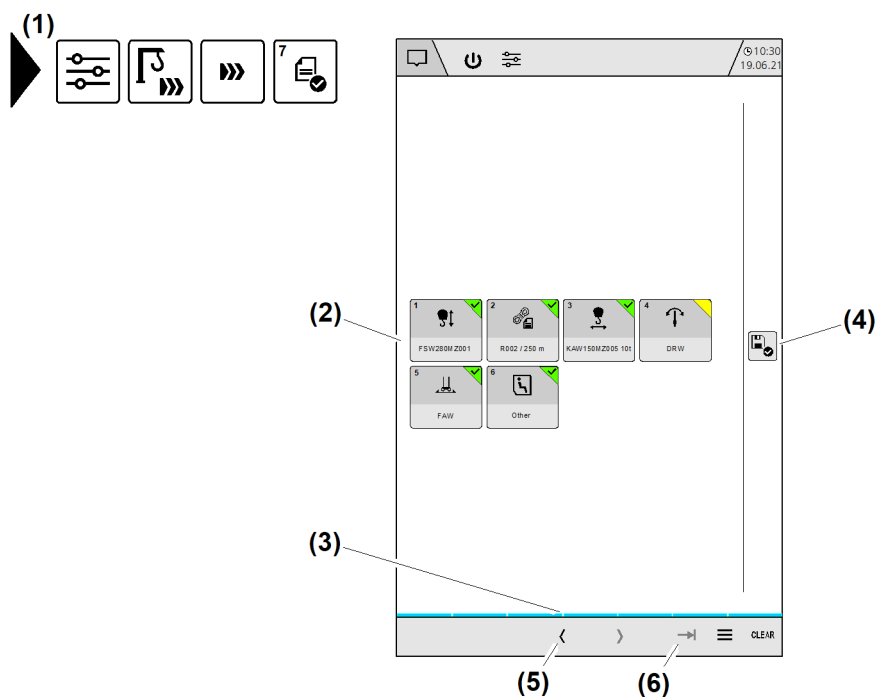 (1)
7
10:30
19.06.21
(2)
1
FSW280MZ001
2
R002 / 250 m
3
KAW150MZ005 10t
4
DRW
(4)
5
FAW
6
Other
(3)
CLEAR
(5)
(6)